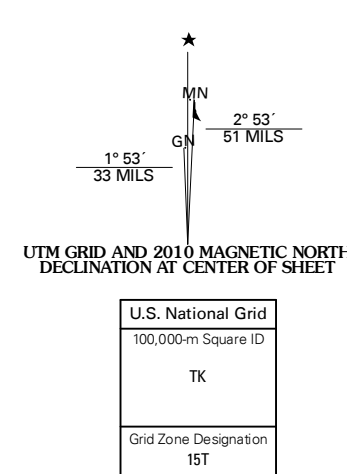 ★
MN
2° 53´
51 MILS
GN
1° 53´
33 MILS
UTM GRID AND 2010 MAGNETIC NORTH
DECLINATION AT CENTER OF SHEET
U.S. National Grid
100,000-m Square ID
TK
Grid Zone Designation
15T